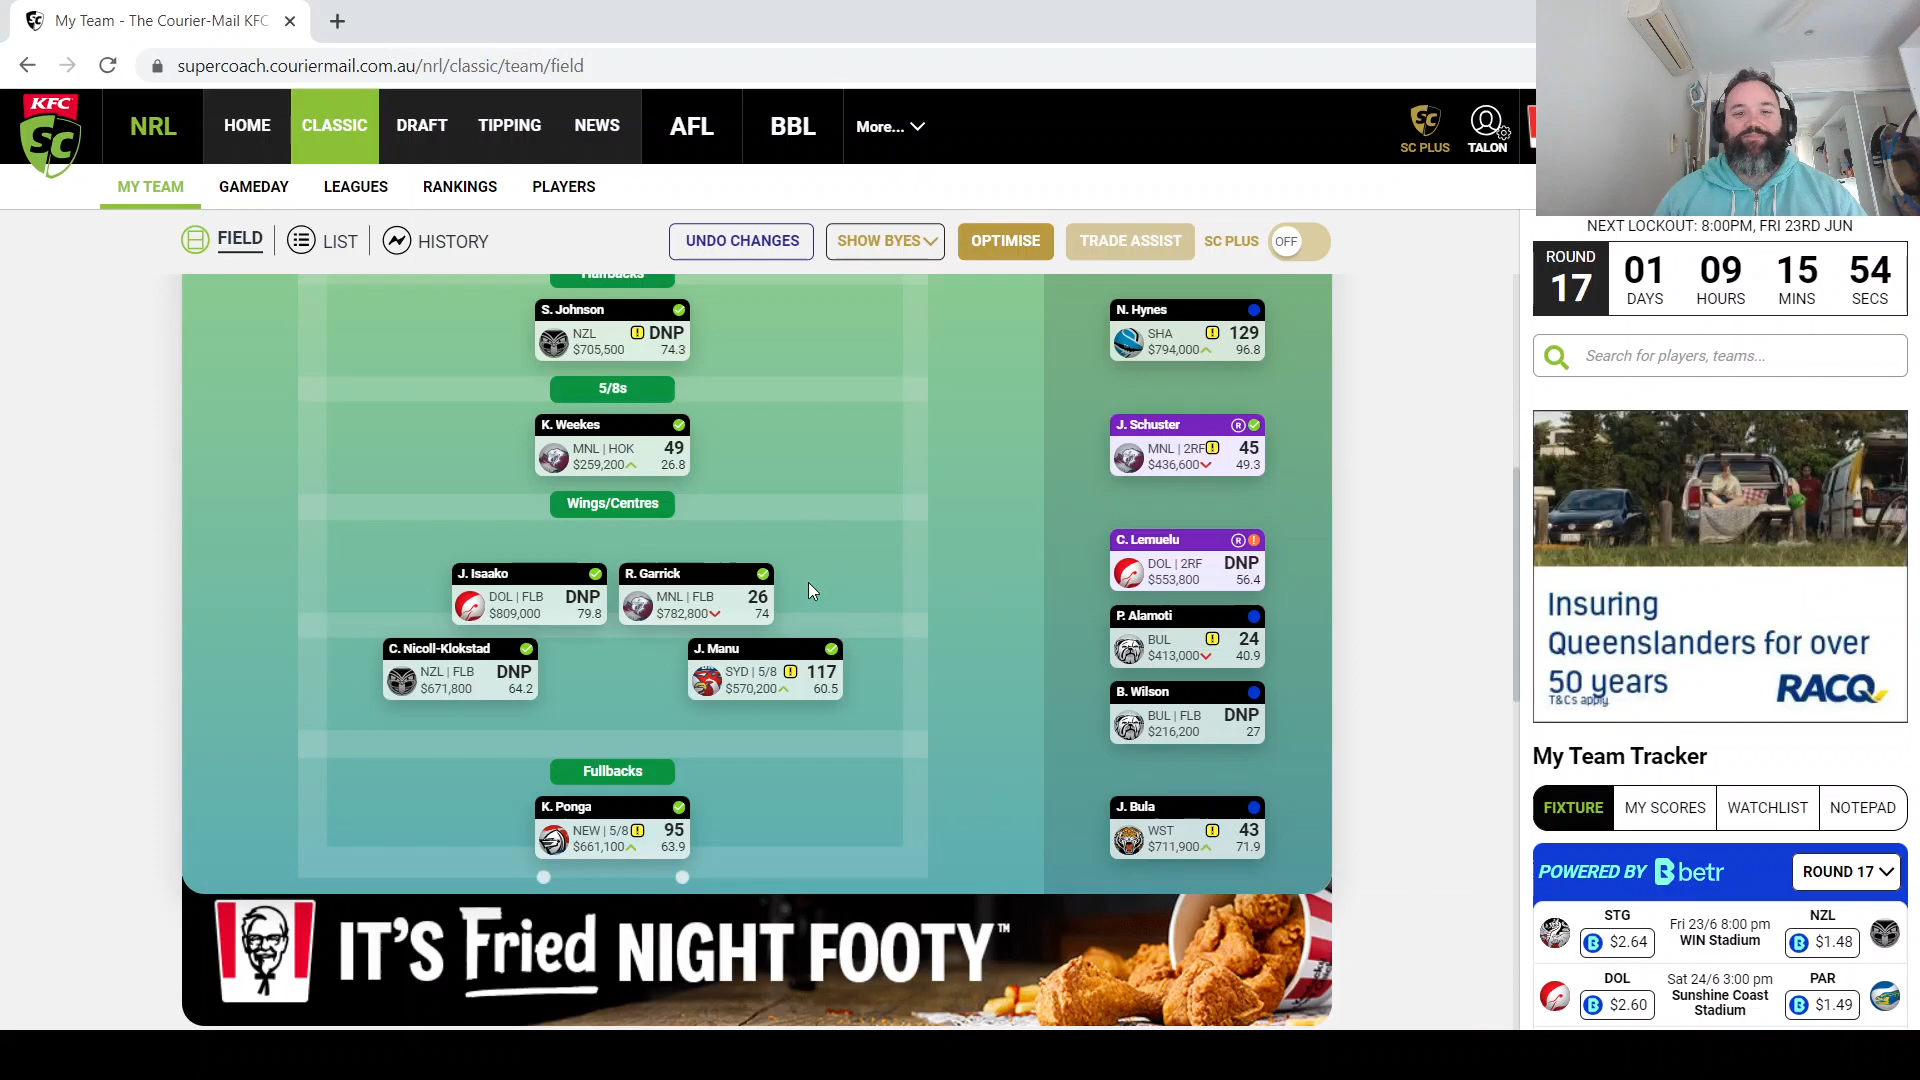 My Team - The Courier-Mail KFC
supercoach.couriermail.com.au/nrl/classic/team/field
KFC
SC
NRL
HOME
CLASSIC
DRAFT
TIPPING
NEWS
AFL
BBL
More...
SC
SC PLUS
TALON
MY TEAM
GAMEDAY
LEAGUES
RANKINGS
PLAYERS
FIELD
LIST
HISTORY
UNDO CHANGES
SHOW BYES
OPTIMISE
TRADE ASSIST
SC PLUS
OFF
NEXT LOCKOUT: 8:00PM, FRI 23RD JUN
ROUND
17
01
DAYS
09
HOURS
15
MINS
54
SECS
Search for players, teams...
Halfbacks
S. Johnson
NZL ! DNP
$705,500 74.3
N. Hynes
SHA ! 129
$794,000 96.8
5/8s
K. Weekes
MNL | HOK 49
$259,200 26.8
J. Schuster R
MNL | 2RF ! 45
$436,600 49.3
Wings/Centres
C. Lemuelu R !
DOL | 2RF DNP
$553,800 56.4
J. Isaako
DOL | FLB DNP
$809,000 79.8
R. Garrick
MNL | FLB 26
$782,800 74
P. Alamoti
BUL ! 24
$413,000 40.9
C. Nicoll-Klokstad
NZL | FLB DNP
$671,800 64.2
J. Manu
SYD | 5/8 ! 117
$570,200 60.5
B. Wilson
BUL | FLB DNP
$216,200 27
Fullbacks
K. Ponga
NEW | 5/8 ! 95
$661,100 63.9
J. Bula
WST ! 43
$711,900 71.9
KFC
IT'S Fried NIGHT FOOTY™
Insuring
Queenslanders for over
50 years
T&Cs apply.
RACQ
My Team Tracker
FIXTURE
MY SCORES
WATCHLIST
NOTEPAD
POWERED BY B betr
ROUND 17
STG
B $2.64
Fri 23/6 8:00 pm
WIN Stadium
NZL
B $1.48
DOL
B $2.60
Sat 24/6 3:00 pm
Sunshine Coast
Stadium
PAR
B $1.49